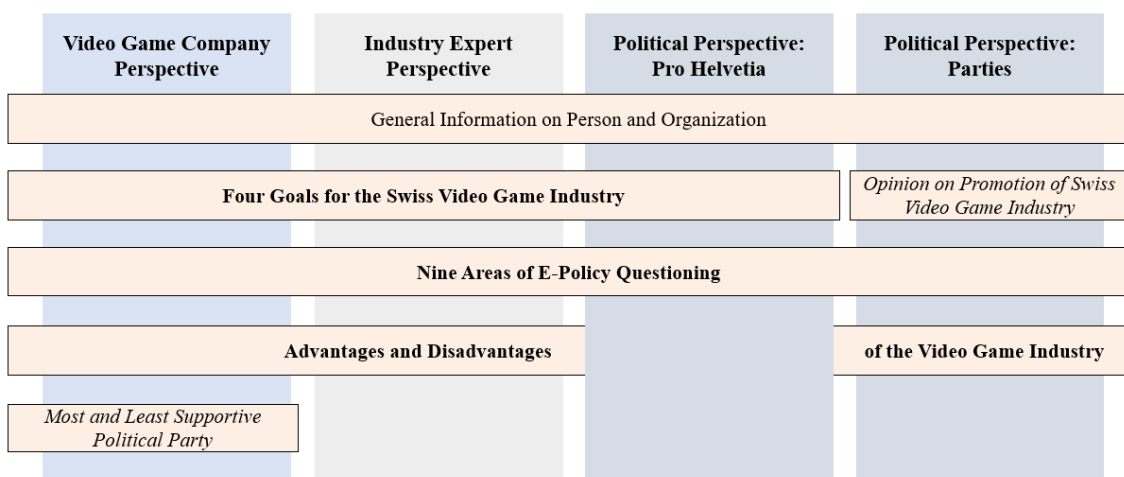 Video Game Company
Perspective
Industry Expert
Perspective
Political Perspective:
Pro Helvetia
Political Perspective:
Parties
General Information on Person and Organization
Four Goals for the Swiss Video Game Industry
Opinion on Promotion of Swiss
Video Game Industry
Nine Areas of E-Policy Questioning
Advantages and Disadvantages
of the Video Game Industry
Most and Least Supportive
Political Party